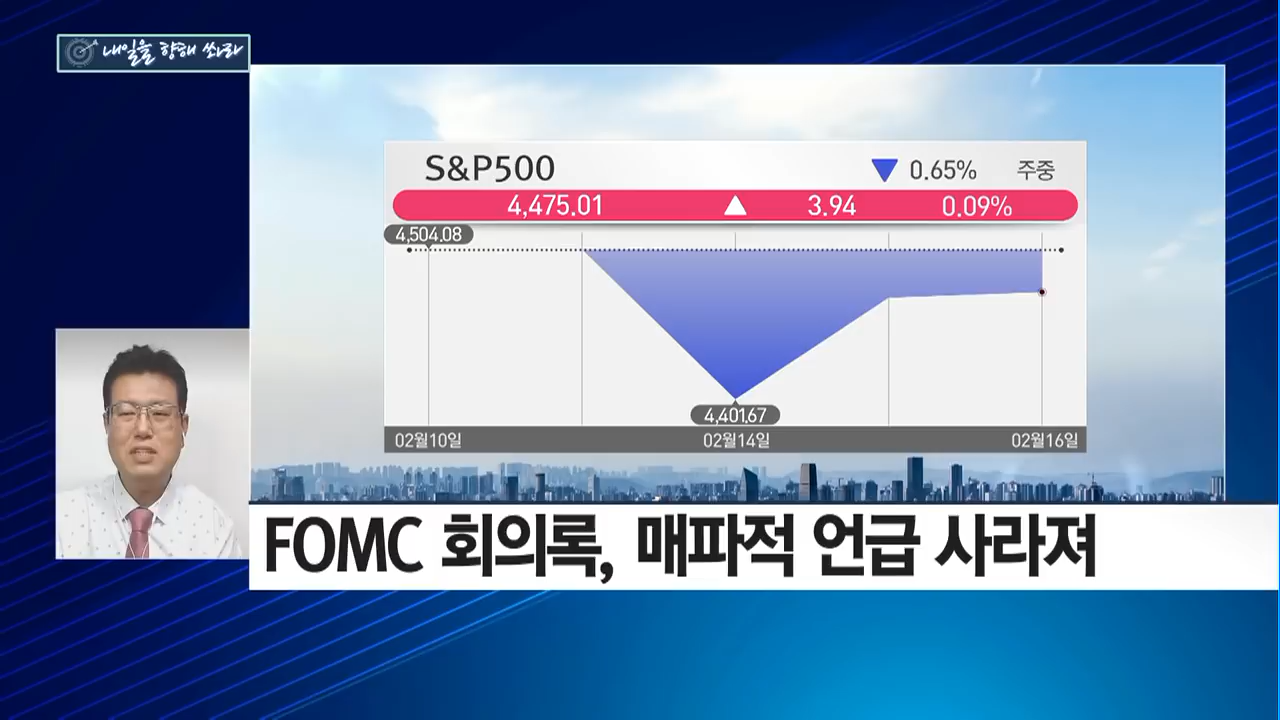 내일을 향해 쏴라
S&P500 ▼ 0.65% 주중
4,475.01 ▲ 3.94 0.09%
4,504.08
4,401.67
02월10일 02월14일 02월16일
FOMC 회의록, 매파적 언급 사라져